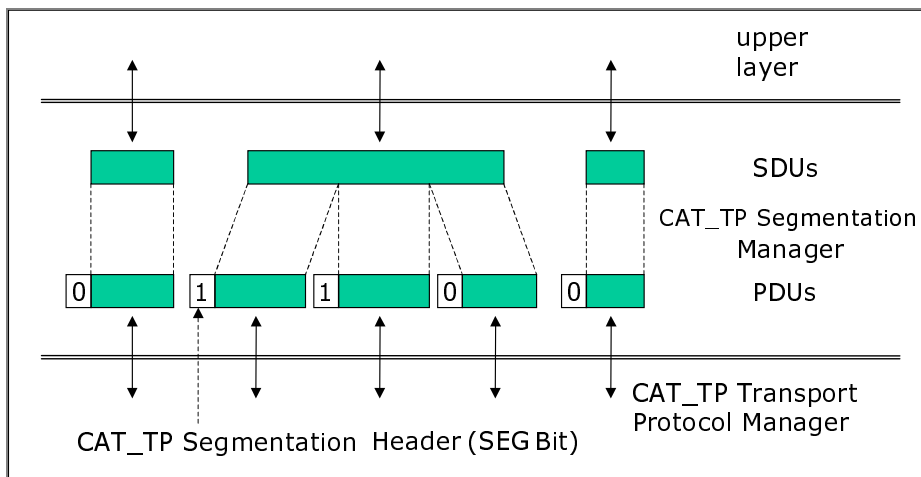 upper
layer
SDUs
CAT_TP Segmentation
Manager
0 1 1 0 0 PDUs
CAT_TP Transport
Protocol Manager
CAT_TP Segmentation Header (SEG Bit)